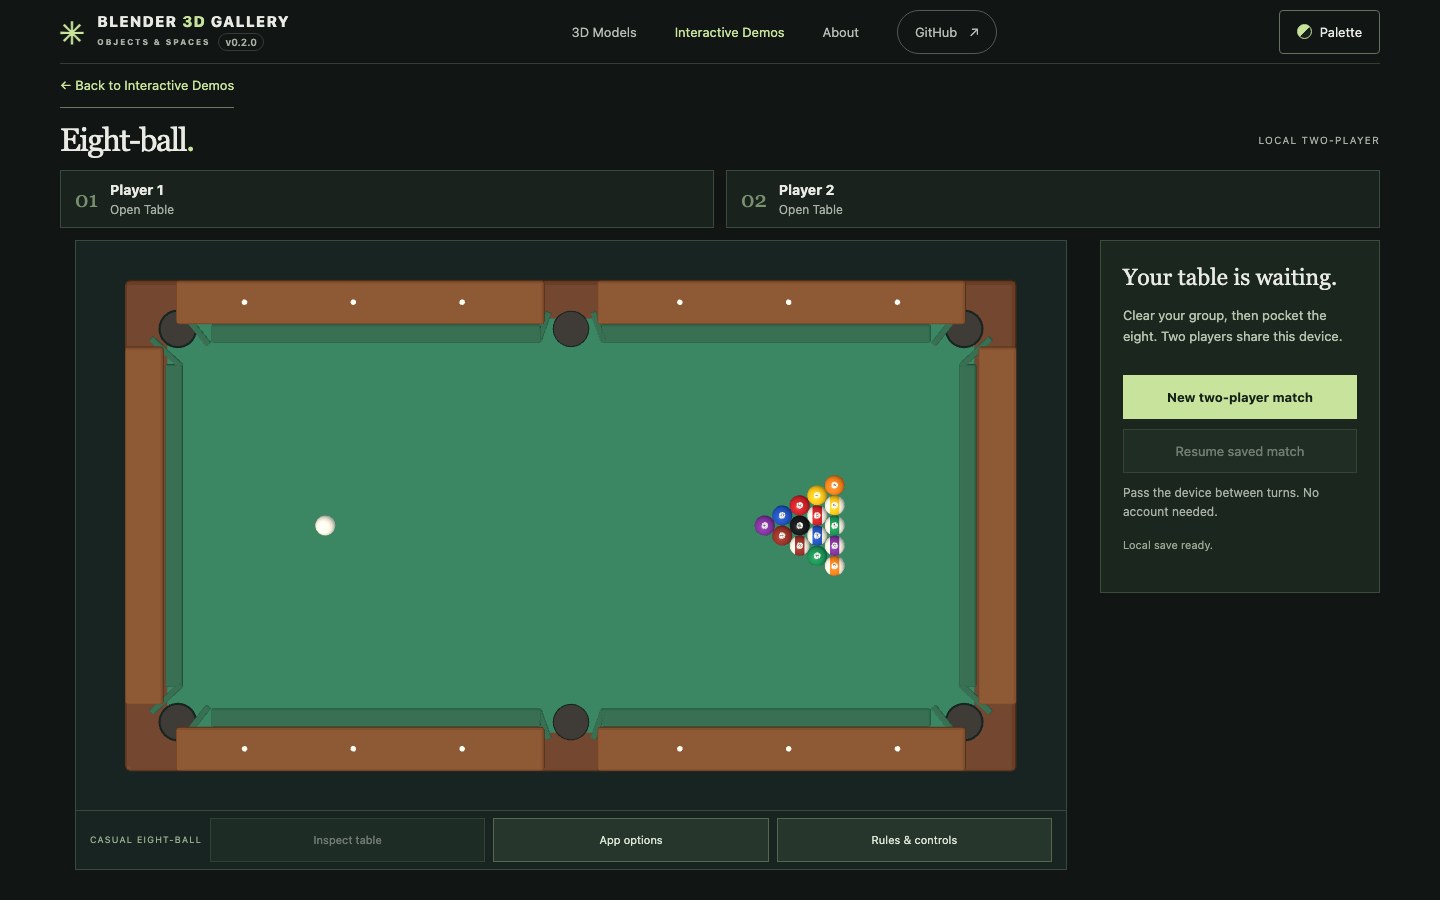 BLENDER 3D GALLERY
OBJECTS & SPACES v0.2.0
3D Models
Interactive Demos
About
GitHub ↗
Palette
← Back to Interactive Demos
Eight-ball.
LOCAL TWO-PLAYER
01
Player 1
Open Table
02
Player 2
Open Table
Your table is waiting.
Clear your group, then pocket the
eight. Two players share this device.
New two-player match
Resume saved match
Pass the device between turns. No
account needed.
Local save ready.
CASUAL EIGHT-BALL
Inspect table
App options
Rules & controls